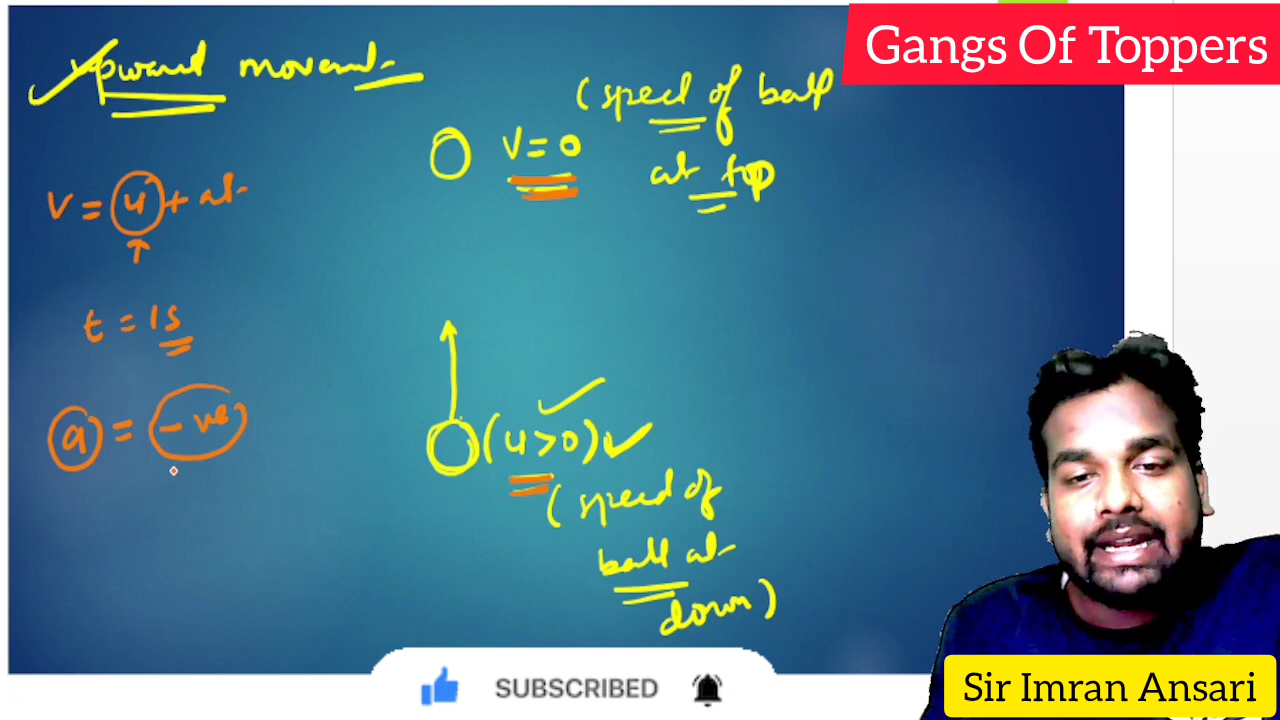 Gangs Of Toppers
upward movement
(speed of ball
at top
V = 0
V = u + at
t = 1s
a = -ve
(u>0)
(speed of
ball at
down)
SUBSCRIBED
Sir Imran Ansari